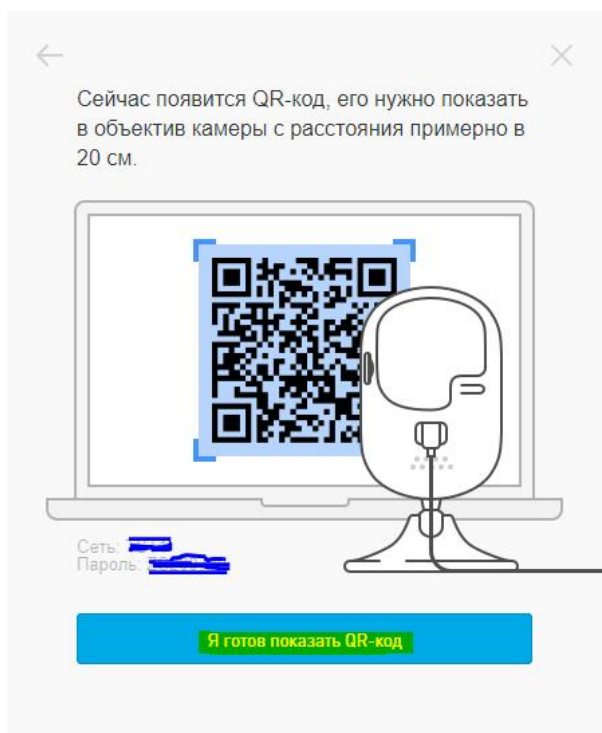 Сейчас появится QR-код, его нужно показать
в объектив камеры с расстояния примерно в
20 см.
Сеть:
Пароль:
Я готов показать QR-код